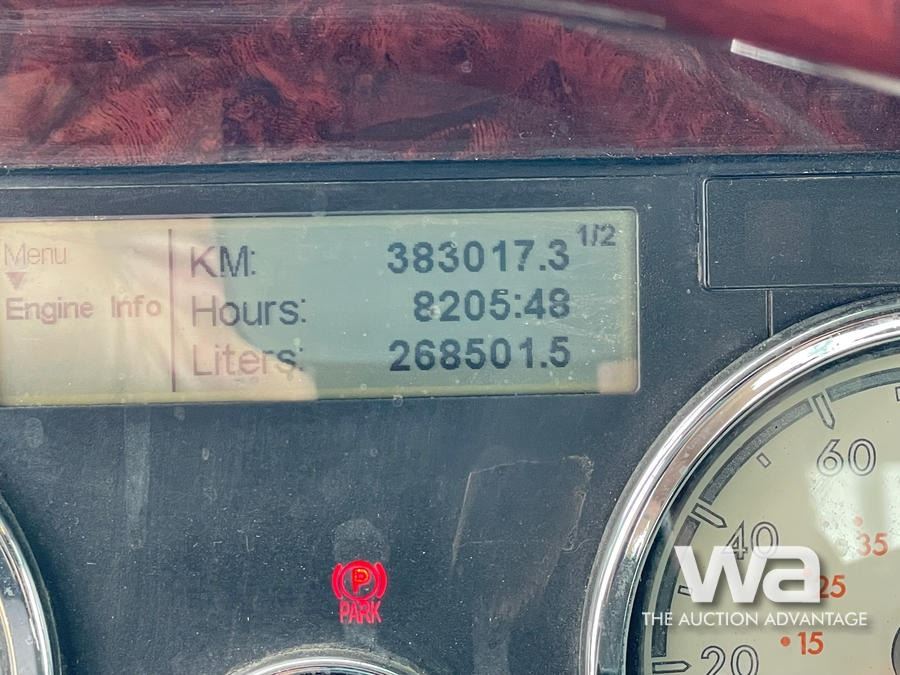 Menu
Engine Info
1/2
KM: 383017.3
Hours: 8205:48
Liters: 268501.5
P
PARK
60
40
35
25
15
20
wa
THE AUCTION ADVANTAGE